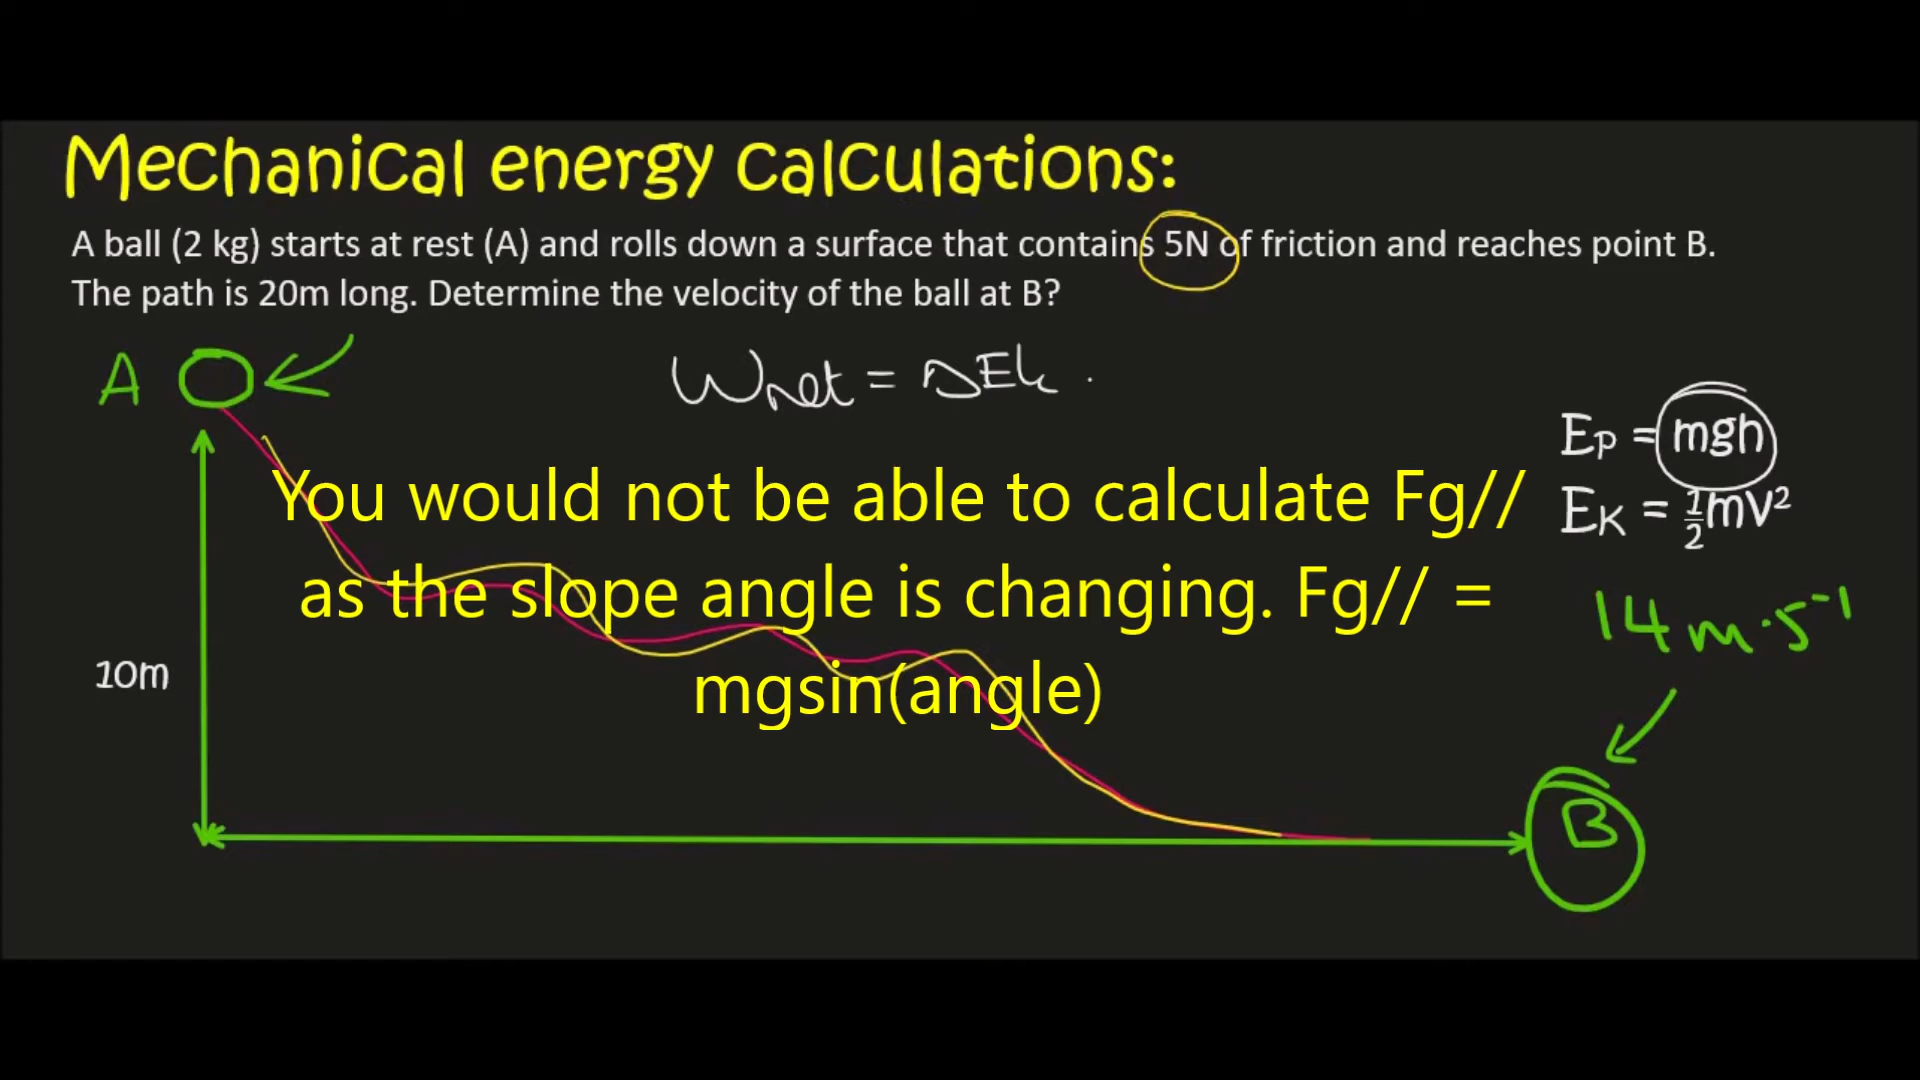 Mechanical energy calculations:
A ball (2 kg) starts at rest (A) and rolls down a surface that contains 5N of friction and reaches point B.
The path is 20m long. Determine the velocity of the ball at B?
A
Wnet = ΔEk .
EP = mgh
EK = ½mv²
You would not be able to calculate Fg//
as the slope angle is changing. Fg// =
mgsin(angle)
14 m·s⁻¹
10m
B